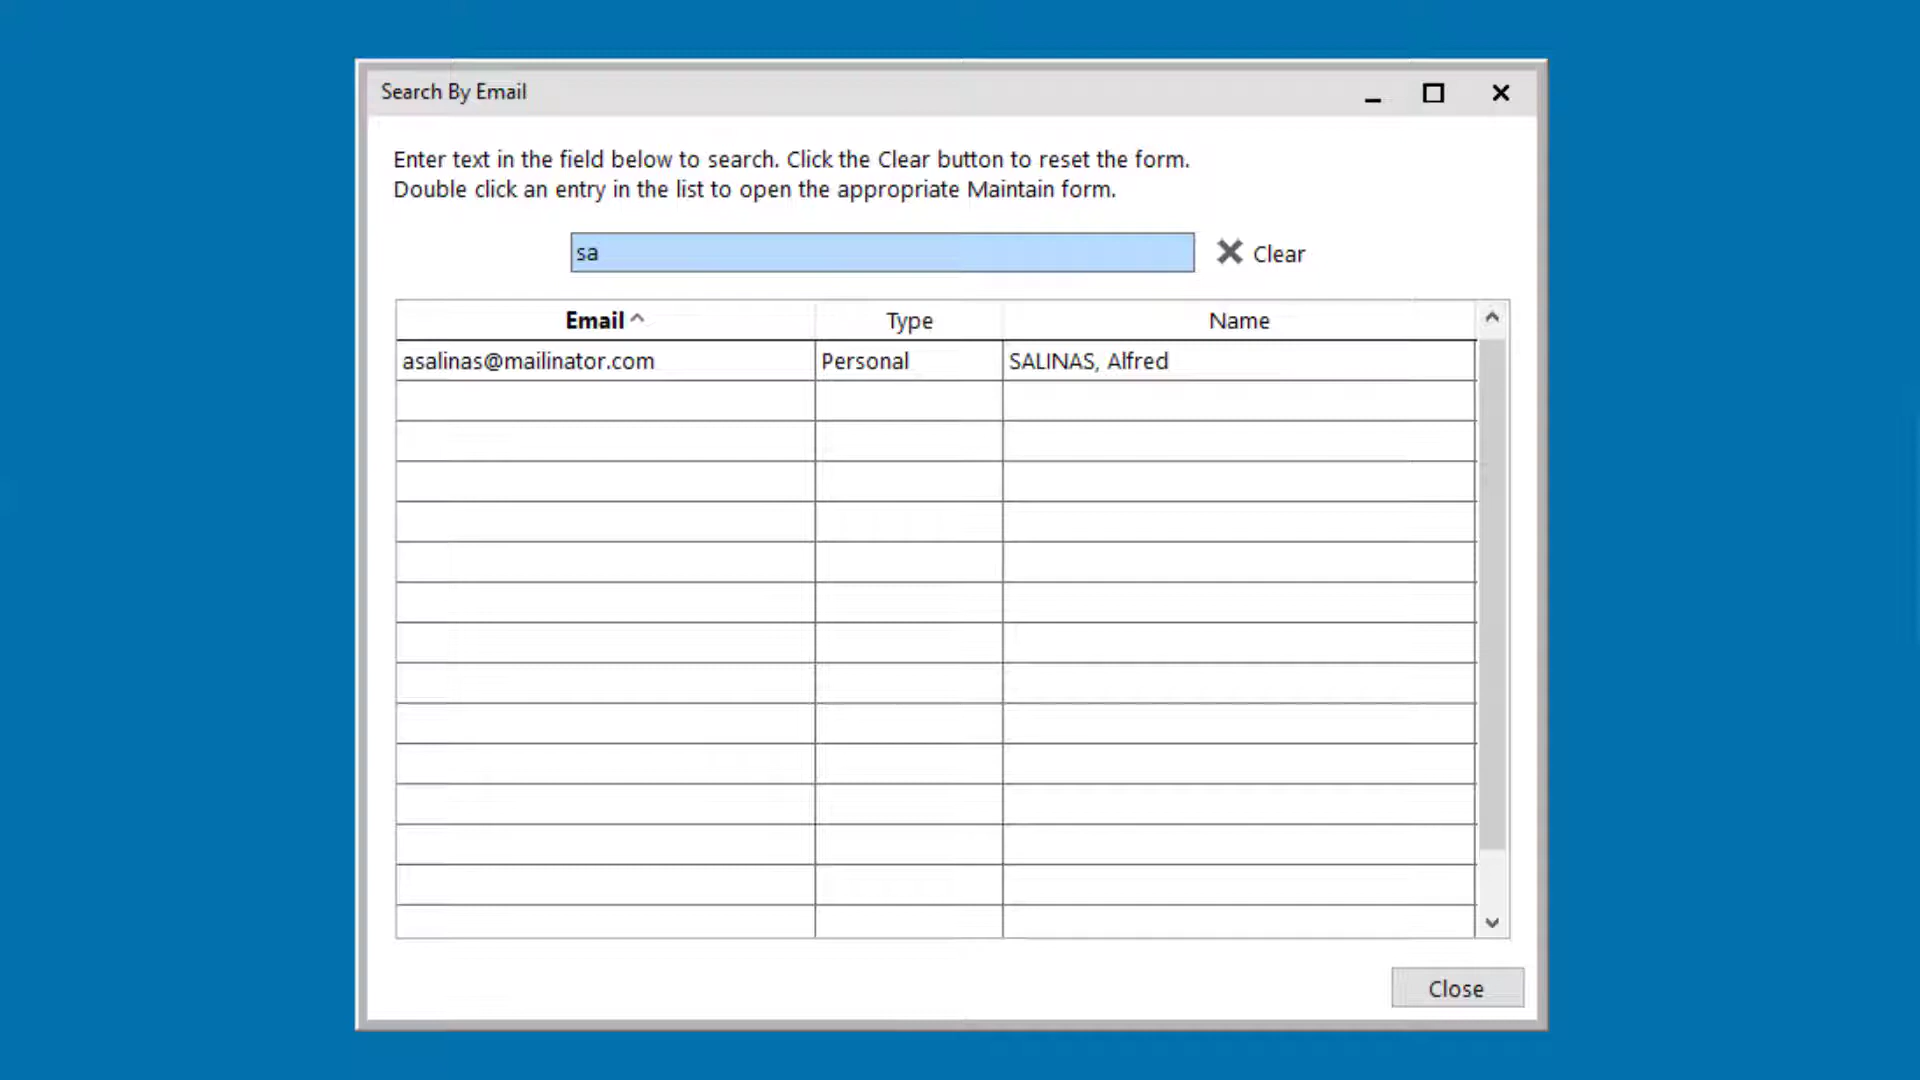 Search By Email
Enter text in the field below to search. Click the Clear button to reset the form.
Double click an entry in the list to open the appropriate Maintain form.
sa
Clear
Email Type Name
asalinas@mailinator.com Personal SALINAS, Alfred
Close